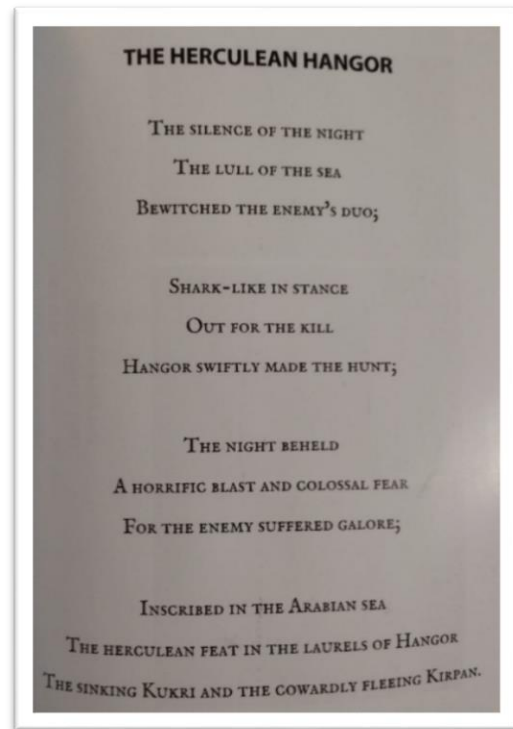 THE HERCULEAN HANGOR
THE SILENCE OF THE NIGHT
THE LULL OF THE SEA
BEWITCHED THE ENEMY'S DUO;
SHARK-LIKE IN STANCE
OUT FOR THE KILL
HANGOR SWIFTLY MADE THE HUNT;
THE NIGHT BEHELD
A HORRIFIC BLAST AND COLOSSAL FEAR
FOR THE ENEMY SUFFERED GALORE;
INSCRIBED IN THE ARABIAN SEA
THE HERCULEAN FEAT IN THE LAURELS OF HANGOR
THE SINKING KUKRI AND THE COWARDLY FLEEING KIRPAN.